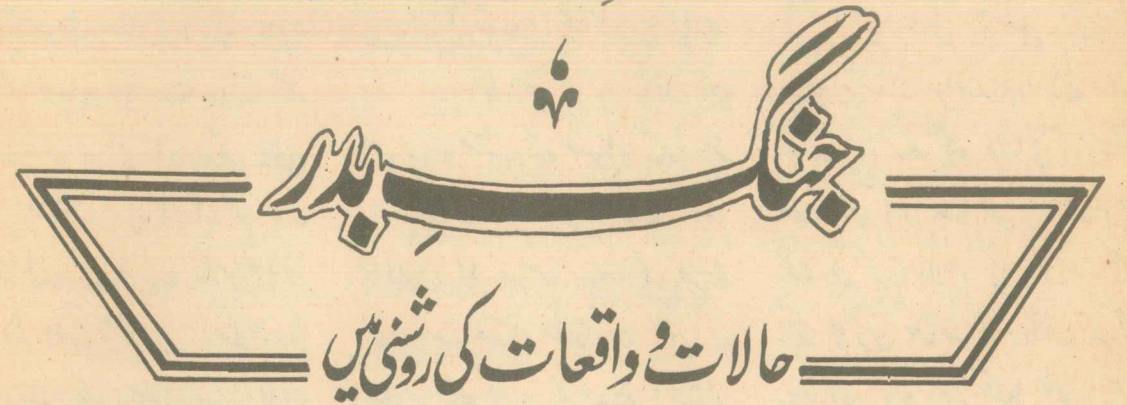 جنگِ بدر
حالات و واقعات کی روشنی میں